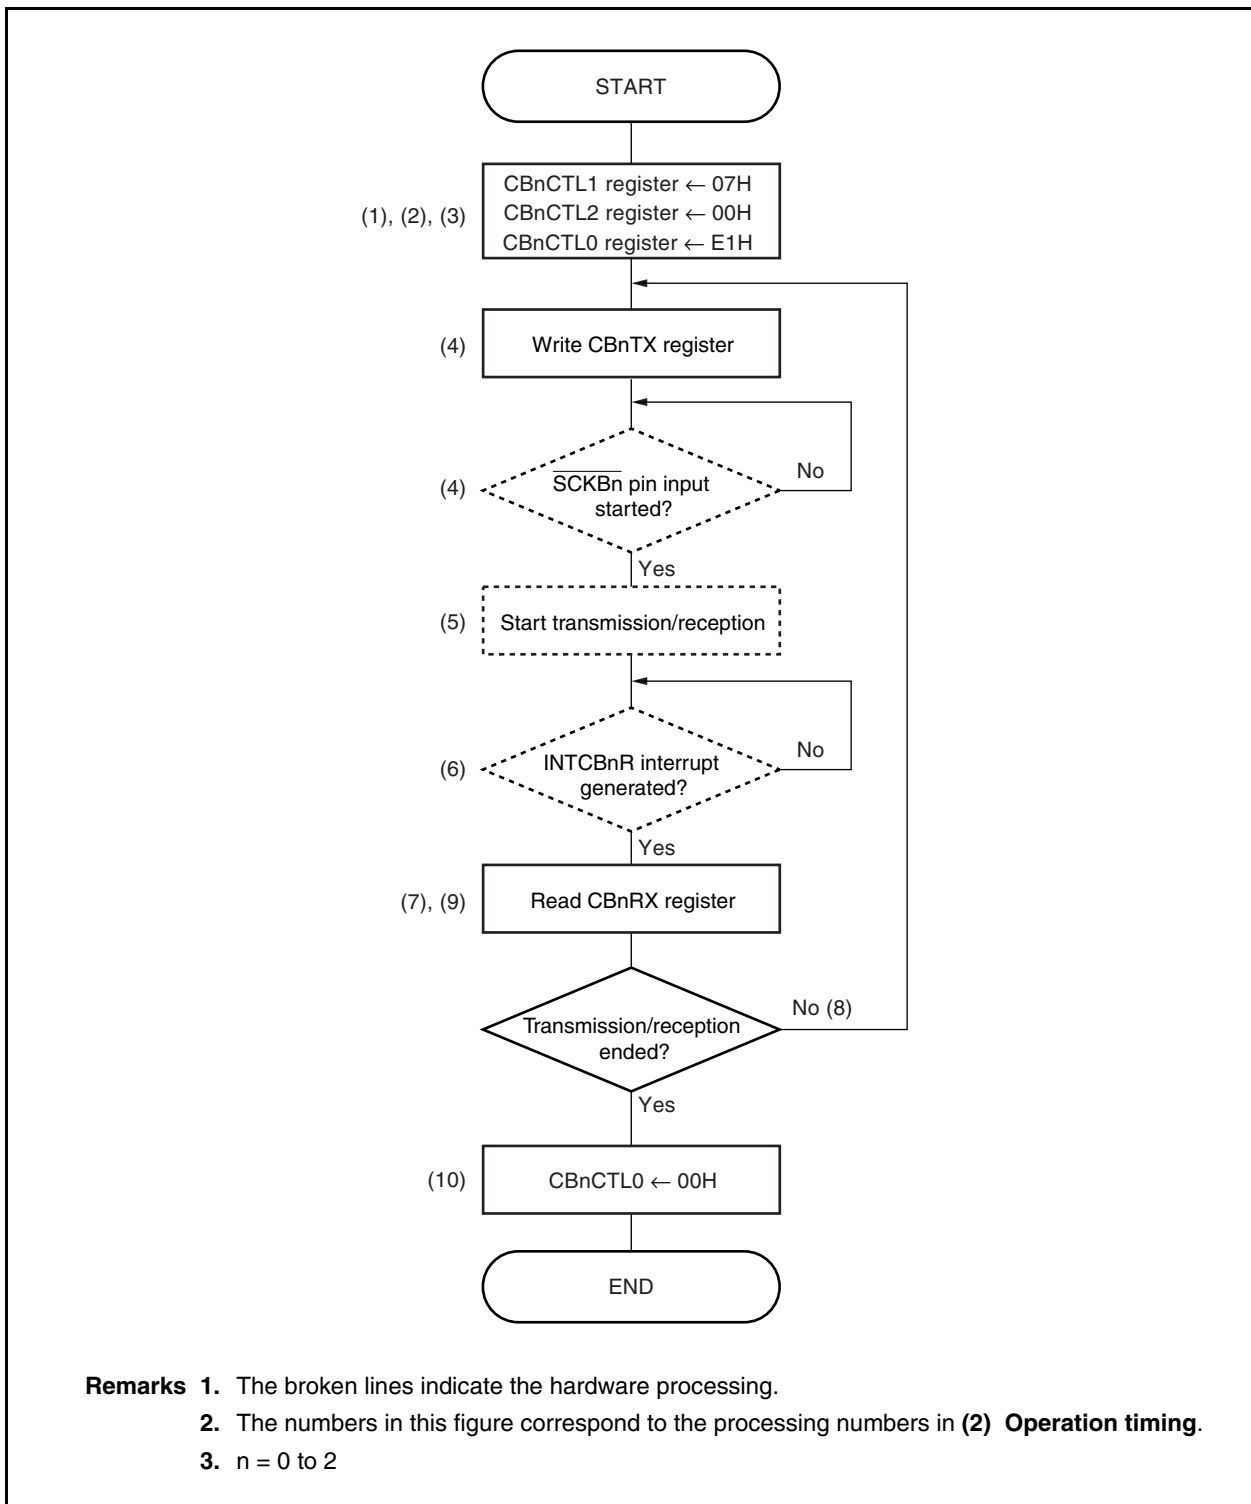 START
CBnCTL1 register ← 07H
(1), (2), (3)
CBnCTL2 register ← 00H
CBnCTL0 register ← E1H
(4)
Write CBnTX register
(4)
SCKBn pin input
started?
No
Yes
(5)
Start transmission/reception
(6)
INTCBnR interrupt
generated?
No
Yes
(7), (9)
Read CBnRX register
Transmission/reception
ended?
No (8)
Yes
(10)
CBnCTL0 ← 00H
END
Remarks 1. The broken lines indicate the hardware processing.
2. The numbers in this figure correspond to the processing numbers in (2) Operation timing.
3. n = 0 to 2